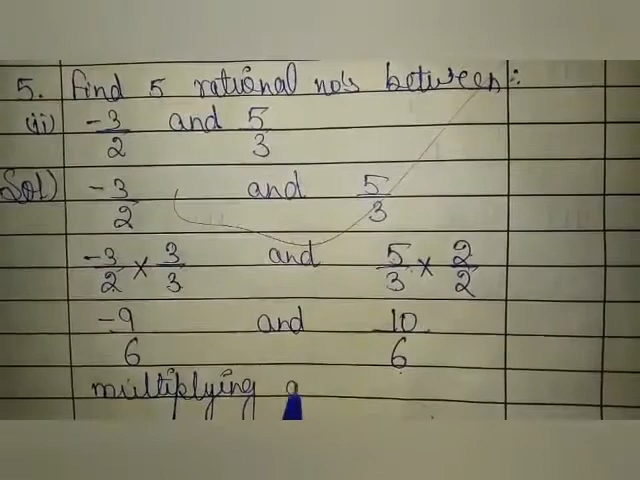 5. Find 5 rational no's between:
(ii) -3/2 and 5/3
Sol) -3/2 and 5/3
-3/2 × 3/3 and 5/3 × 2/2
-9/6 and 10/6
multiplying